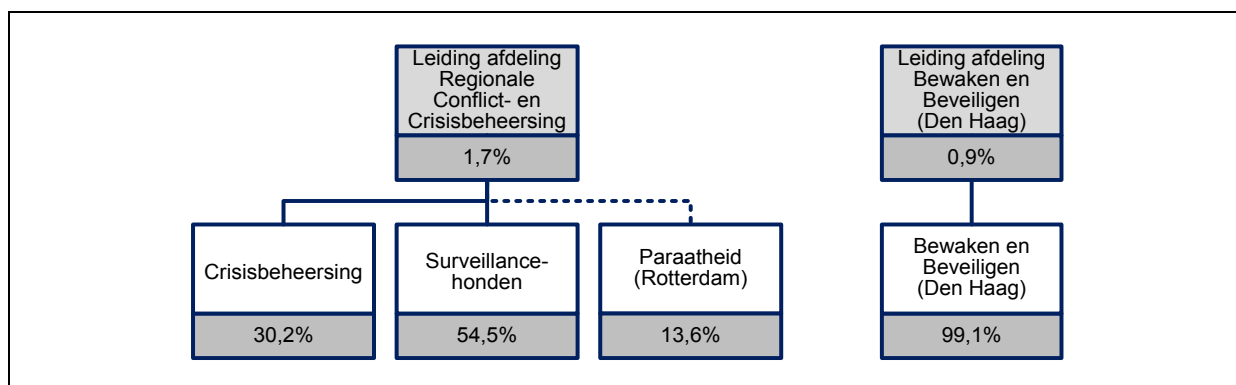 Leiding afdeling
Regionale
Conflict- en
Crisisbeheersing
1,7%
Leiding afdeling
Bewaken en
Beveiligen
(Den Haag)
0,9%
Crisisbeheersing
30,2%
Surveillance-
honden
54,5%
Paraatheid
(Rotterdam)
13,6%
Bewaken en
Beveiligen
(Den Haag)
99,1%